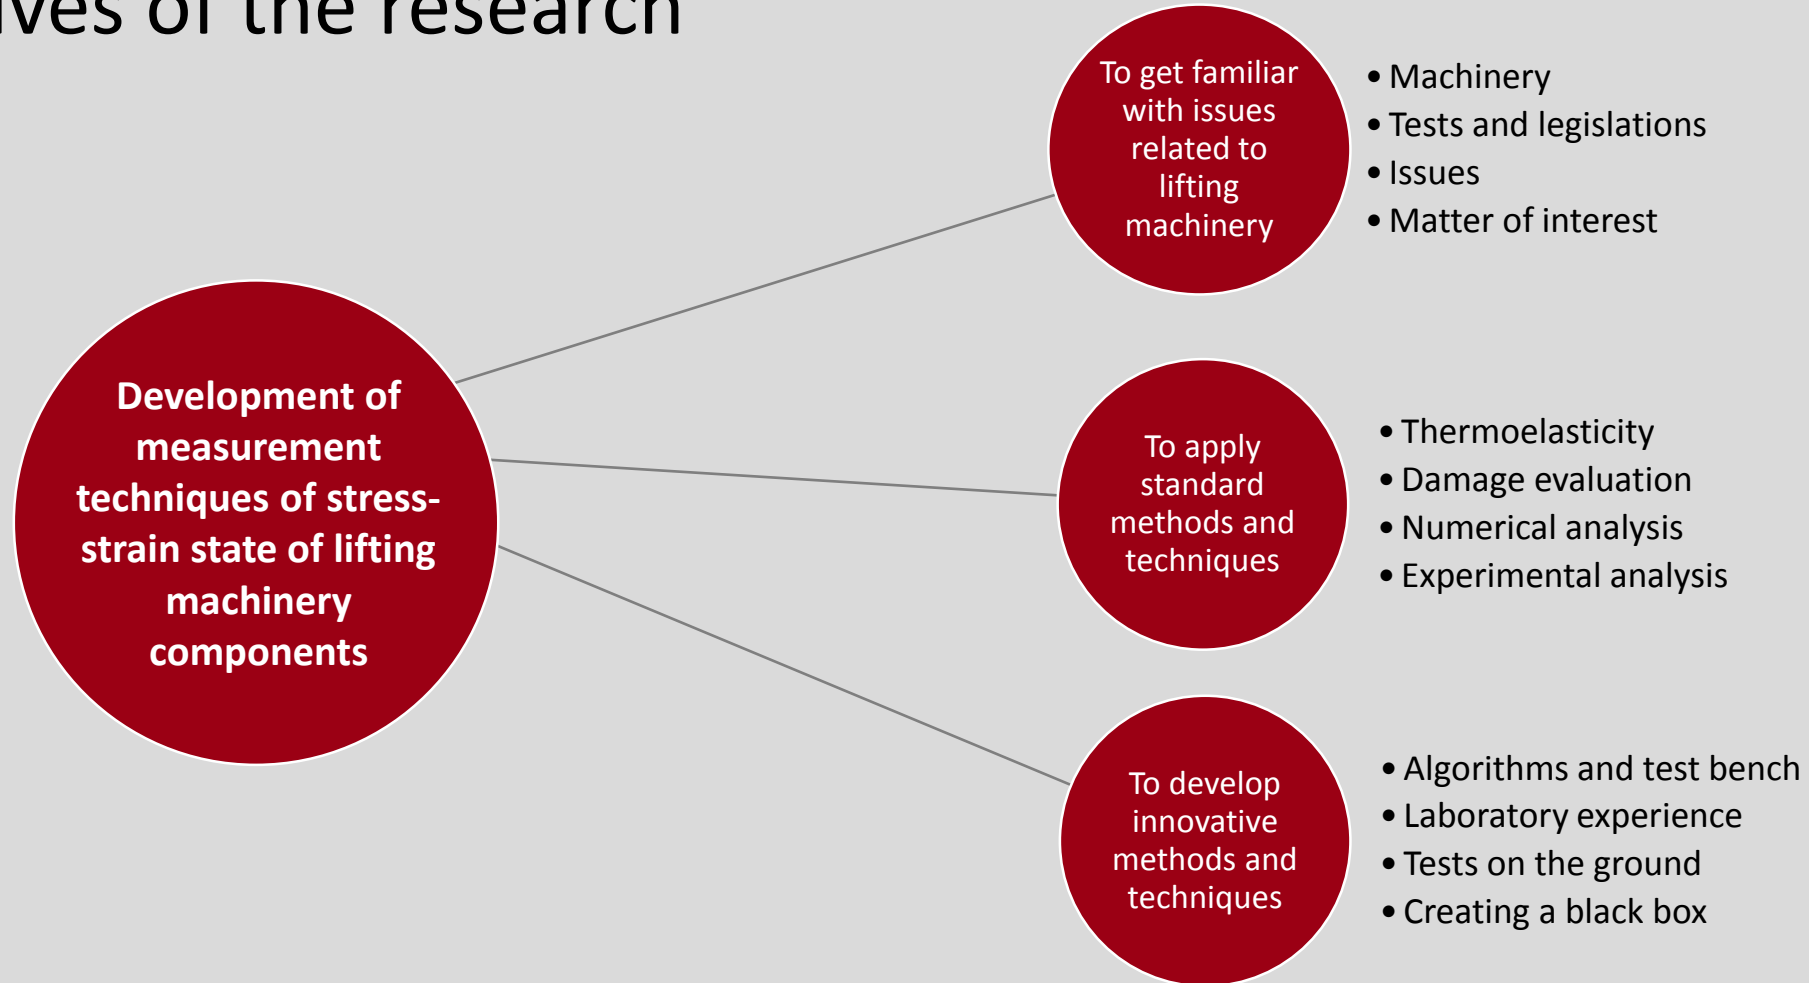 ives of the research
Development of
measurement
techniques of stress-
strain state of lifting
machinery
components
To get familiar
with issues
related to
lifting
machinery
• Machinery
• Tests and legislations
• Issues
• Matter of interest
To apply
standard
methods and
techniques
• Thermoelasticity
• Damage evaluation
• Numerical analysis
• Experimental analysis
To develop
innovative
methods and
techniques
• Algorithms and test bench
• Laboratory experience
• Tests on the ground
• Creating a black box